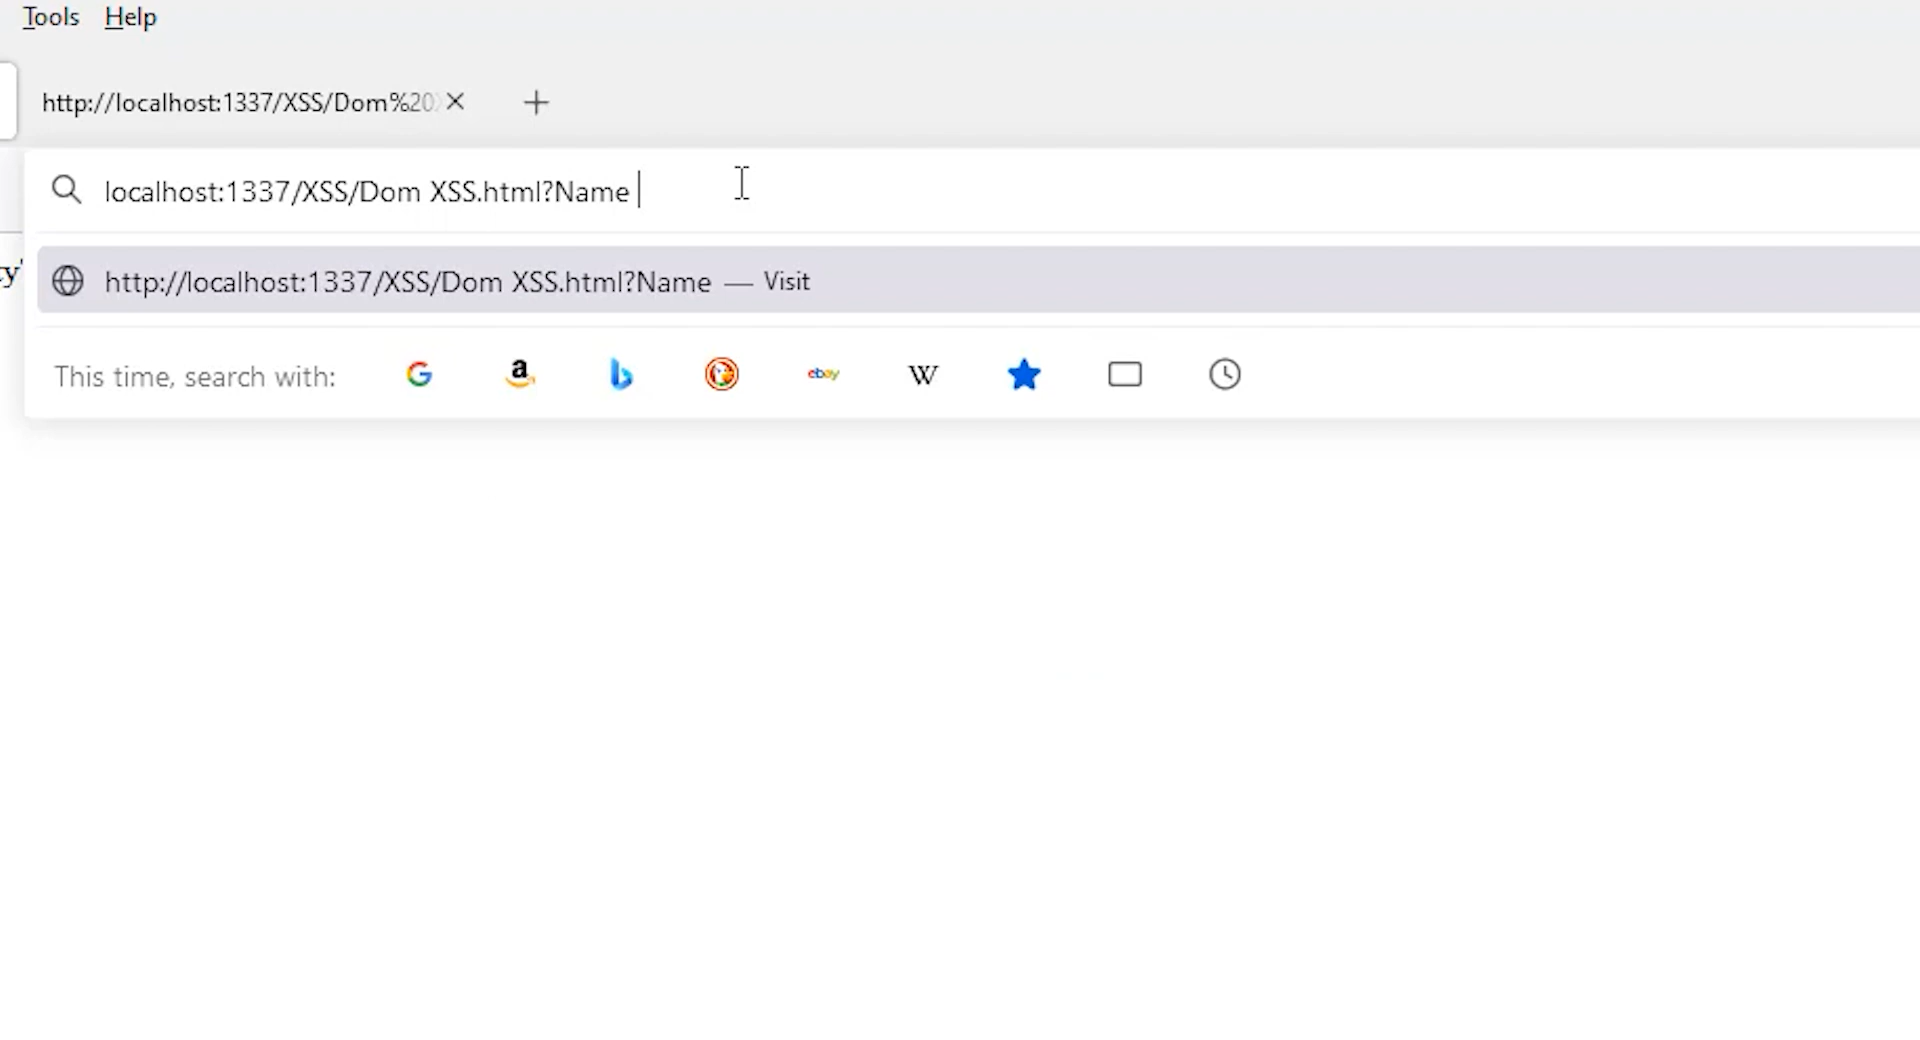 Tools Help
http://localhost:1337/XSS/Dom%20
localhost:1337/XSS/Dom XSS.html?Name
http://localhost:1337/XSS/Dom XSS.html?Name — Visit
This time, search with: G a b ebay W